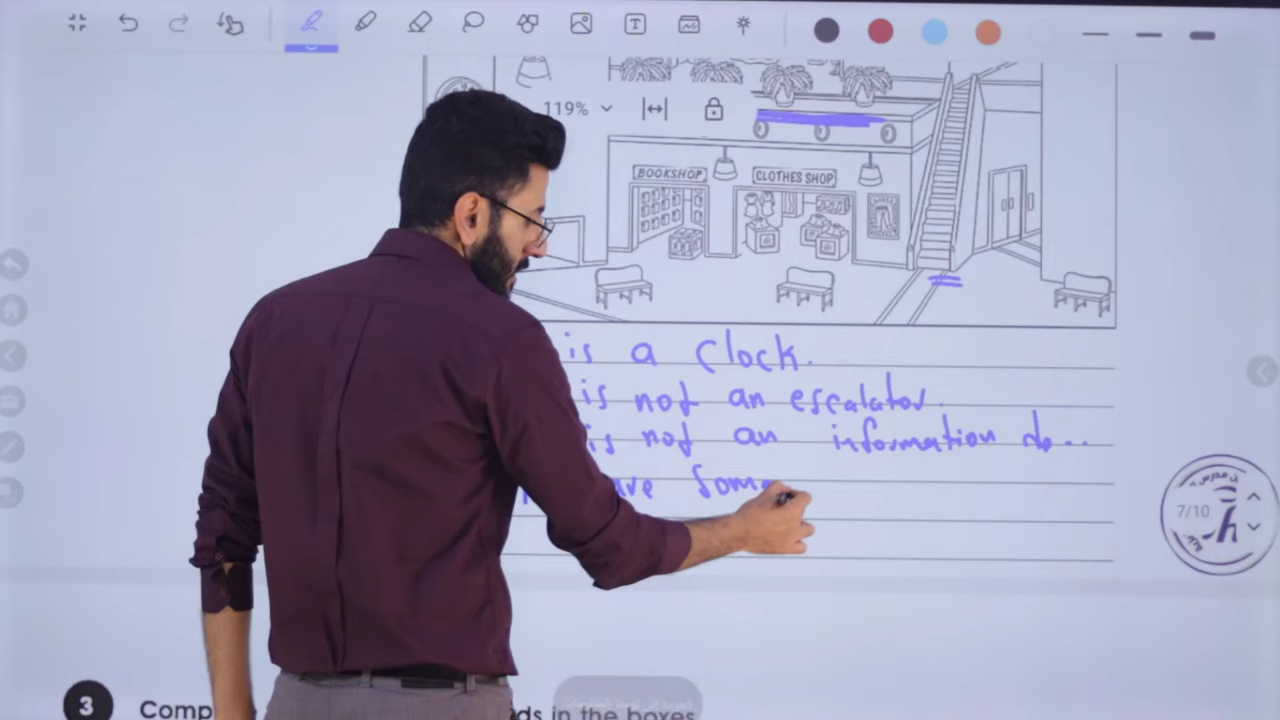 119%
BOOKSHOP
CLOTHES SHOP
is a clock.
is not an escalator.
is not an information de..
are some
7/10
3 Comp ds in the boxes